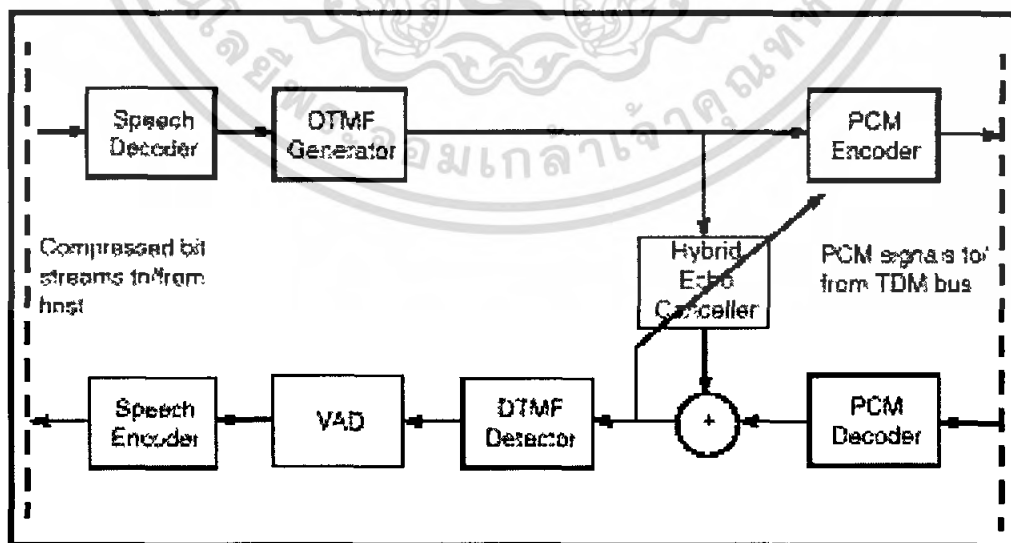 Speech
Decoder
DTMF
Generator
PCM
Encoder
Compressed bit
streams to/from
host
Hybrid
Echo
Canceller
PCM signals to/
from TDM bus
Speech
Encoder
VAD
DTMF
Detector
+
PCM
Decoder